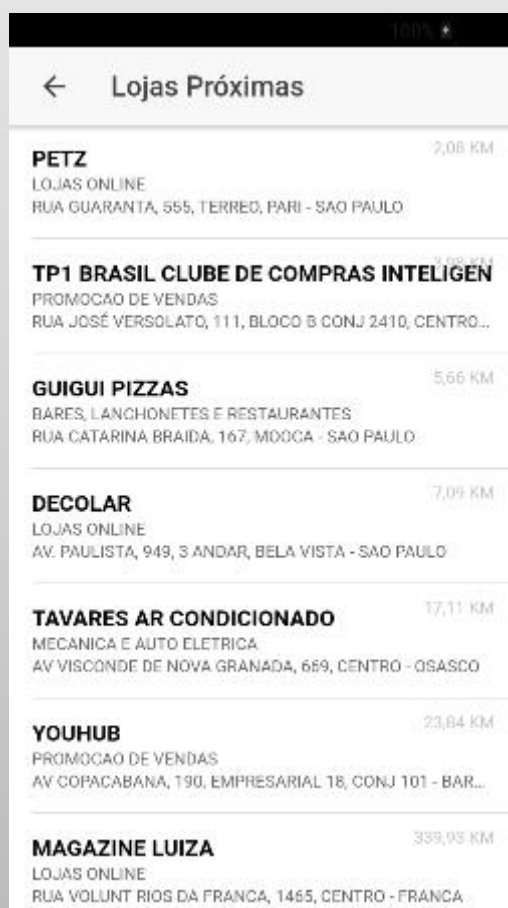 100%
← Lojas Próximas
PETZ 2,08 KM
LOJAS ONLINE
RUA GUARANTA, 555, TERREO, PARI - SAO PAULO
TP1 BRASIL CLUBE DE COMPRAS INTELIGEN 3,98 KM
PROMOCAO DE VENDAS
RUA JOSÉ VERSOLATO, 111, BLOCO B CONJ 2410, CENTRO...
GUIGUI PIZZAS 5,66 KM
BARES, LANCHONETES E RESTAURANTES
RUA CATARINA BRAIDA, 167, MOOCA - SAO PAULO
DECOLAR 7,09 KM
LOJAS ONLINE
AV. PAULISTA, 949, 3 ANDAR, BELA VISTA - SAO PAULO
TAVARES AR CONDICIONADO 17,11 KM
MECANICA E AUTO ELETRICA
AV VISCONDE DE NOVA GRANADA, 669, CENTRO - OSASCO
YOUHUB 23,84 KM
PROMOCAO DE VENDAS
AV COPACABANA, 190, EMPRESARIAL 18, CONJ 101 - BAR...
MAGAZINE LUIZA 339,93 KM
LOJAS ONLINE
RUA VOLUNT RIOS DA FRANCA, 1465, CENTRO - FRANCA